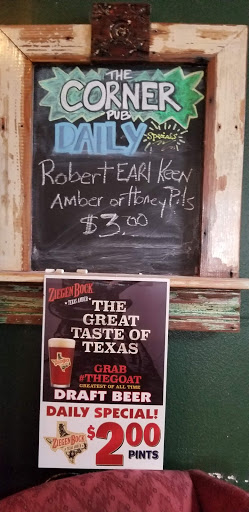 THE
CORNER
PUB
DAILY Specials
Robert EARL Keen
Amber or Honey Pils
$3.00
ZIEGENBOCK
TEXAS AMBER
THE
GREAT
TASTE OF
TEXAS
GRAB
#THEGOAT
GREATEST OF ALL TIME
DRAFT BEER
DAILY SPECIAL!
ZIEGENBOCK
$2.00
PINTS